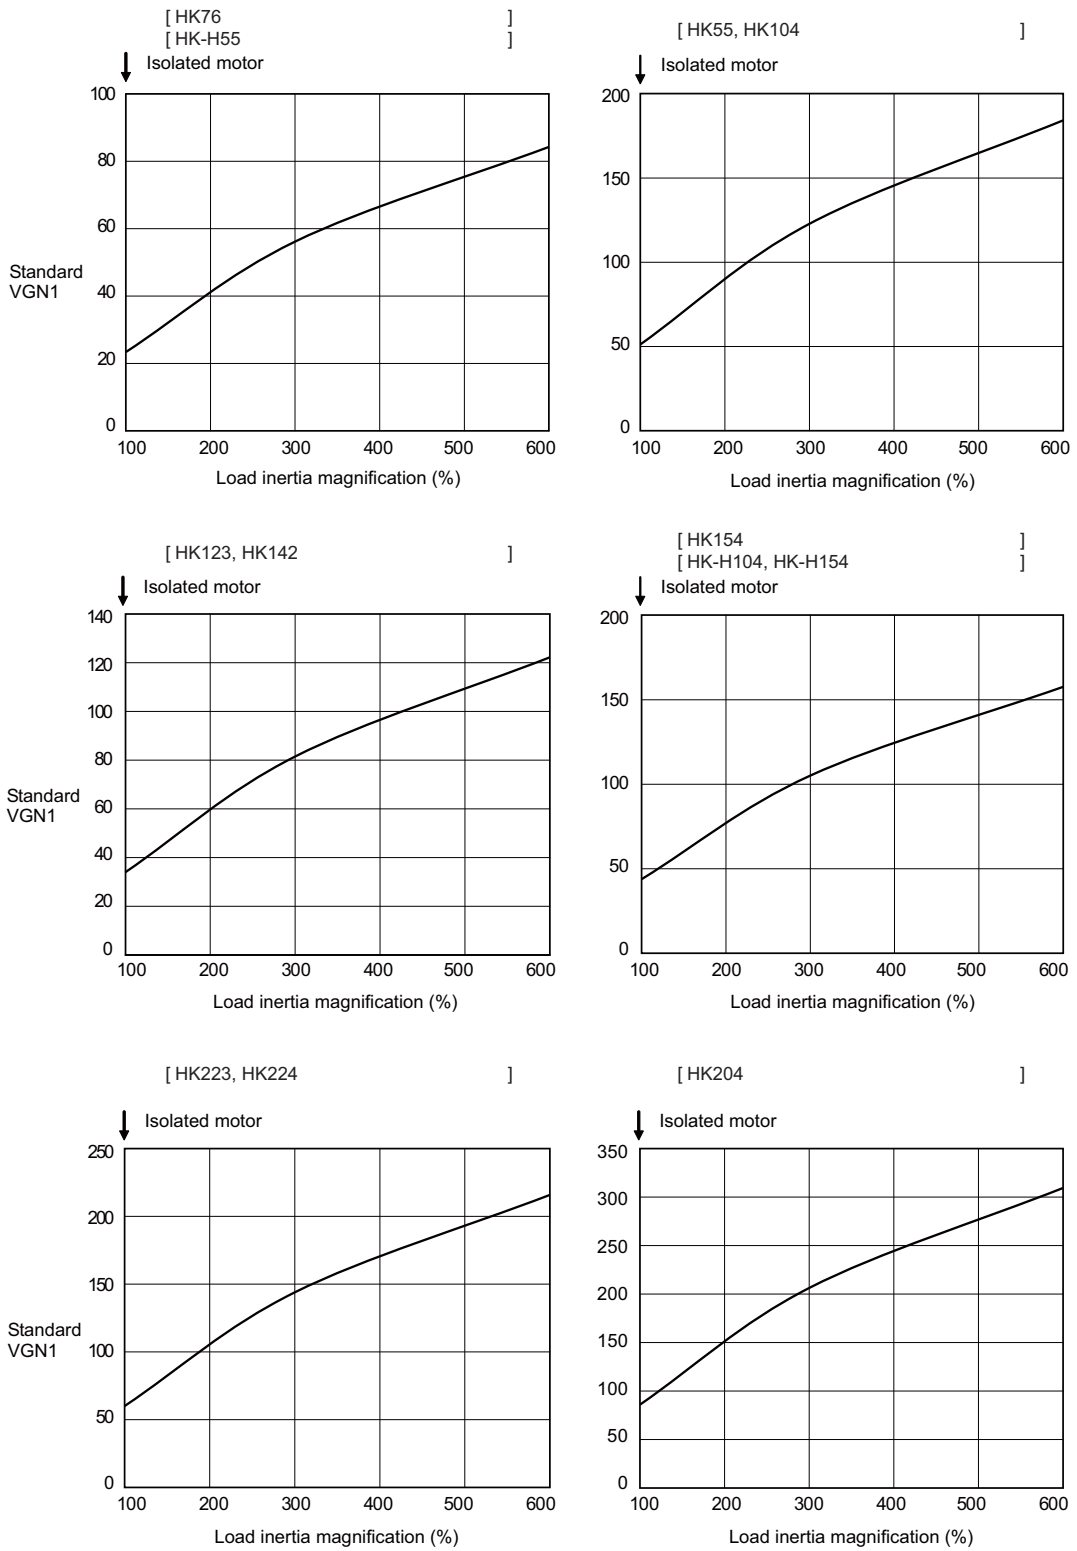 [ HK76 ]
[ HK-H55 ]
Isolated motor
100
80
60
40
20
0
Standard
VGN1
100 200 300 400 500 600
Load inertia magnification (%)
[ HK55, HK104 ]
Isolated motor
200
150
100
50
0
100 200 300 400 500 600
Load inertia magnification (%)
[ HK123, HK142 ]
Isolated motor
140
120
100
80
60
40
20
0
Standard
VGN1
100 200 300 400 500 600
Load inertia magnification (%)
[ HK154 ]
[ HK-H104, HK-H154 ]
Isolated motor
200
150
100
50
0
100 200 300 400 500 600
Load inertia magnification (%)
[ HK223, HK224 ]
Isolated motor
250
200
150
100
50
0
Standard
VGN1
100 200 300 400 500 600
Load inertia magnification (%)
[ HK204 ]
Isolated motor
350
300
250
200
150
100
50
0
100 200 300 400 500 600
Load inertia magnification (%)